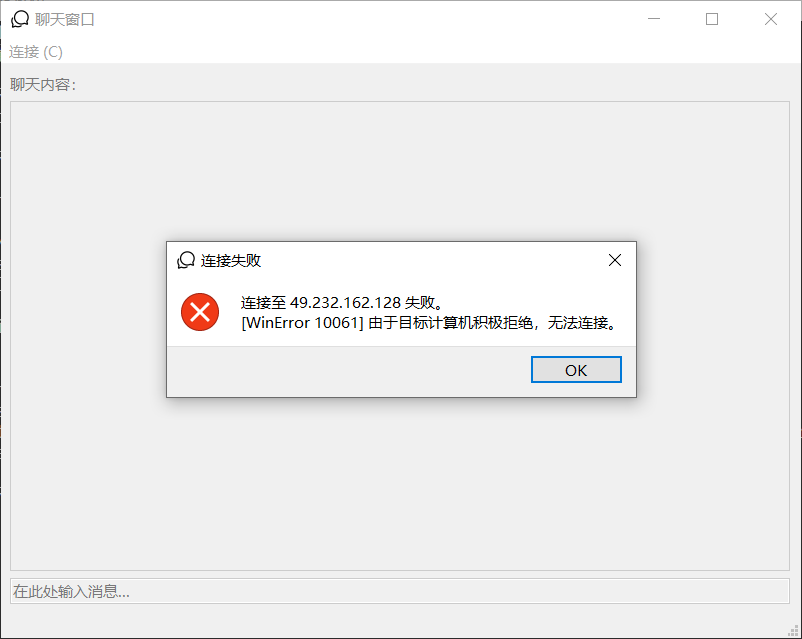 聊天窗口
连接 (C)
聊天内容:
连接失败
连接至 49.232.162.128 失败。
[WinError 10061] 由于目标计算机积极拒绝，无法连接。
OK
在此处输入消息...